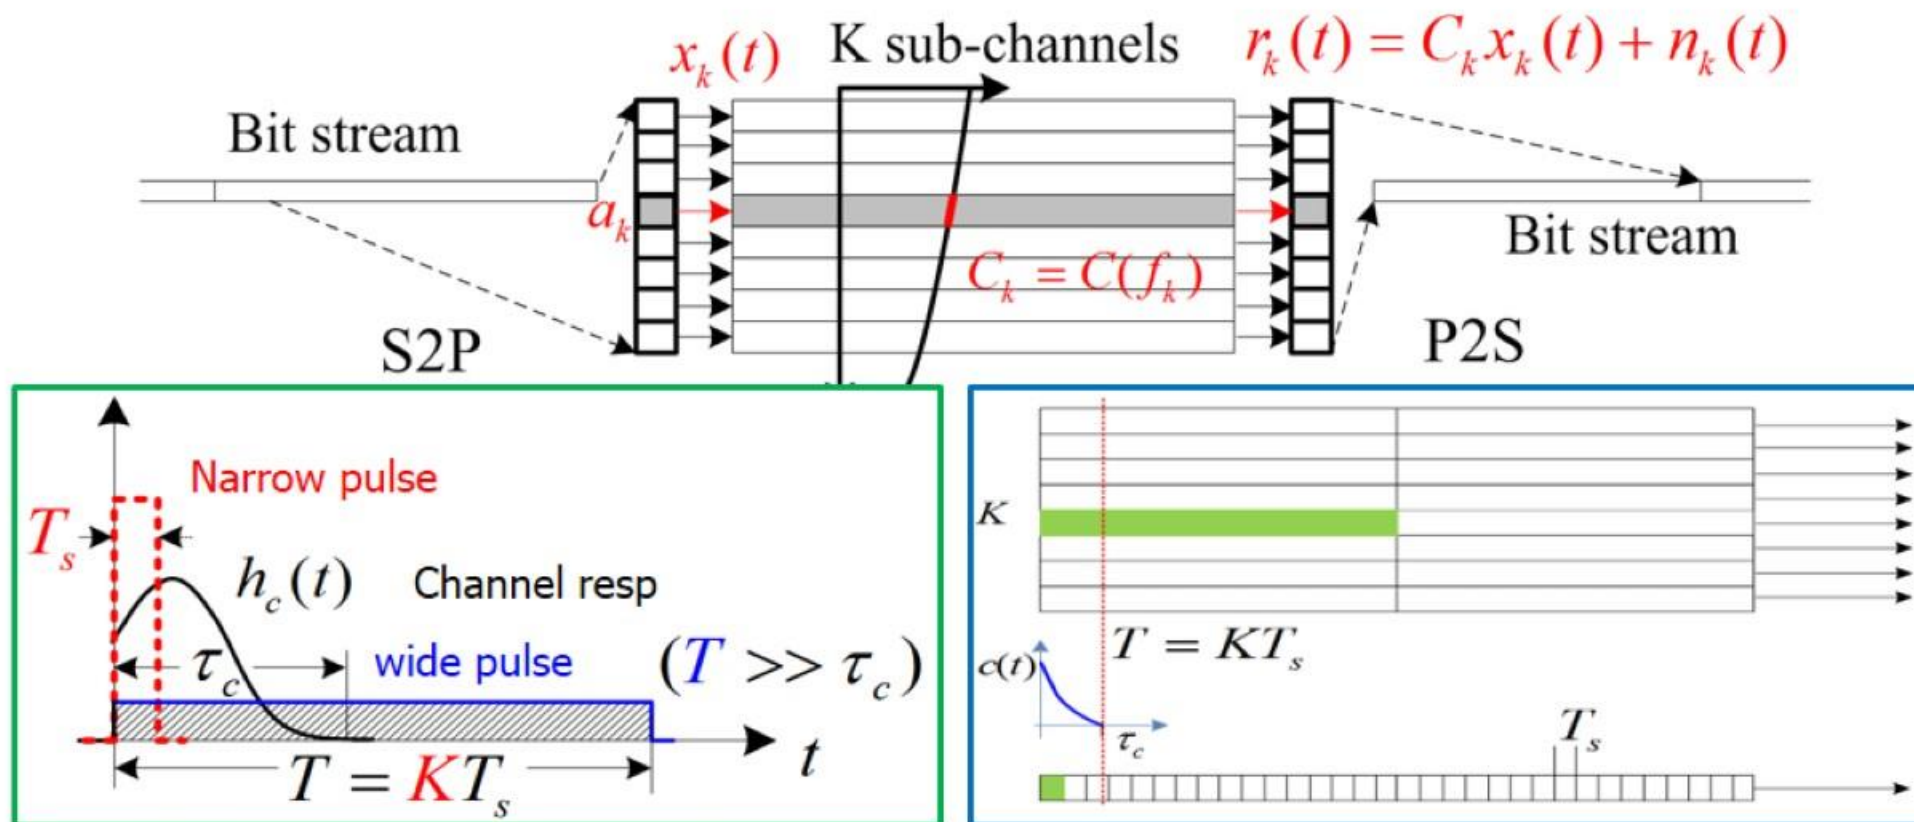 x_k(t)
K sub-channels
r_k(t) = C_k x_k(t) + n_k(t)
Bit stream
a_k
C_k = C(f_k)
Bit stream
S2P
P2S
Narrow pulse
T_s
h_c(t)
Channel resp
τ_c
wide pulse
(T >> τ_c)
T = KT_s
t
K
T = KT_s
c(t)
τ_c
T_s